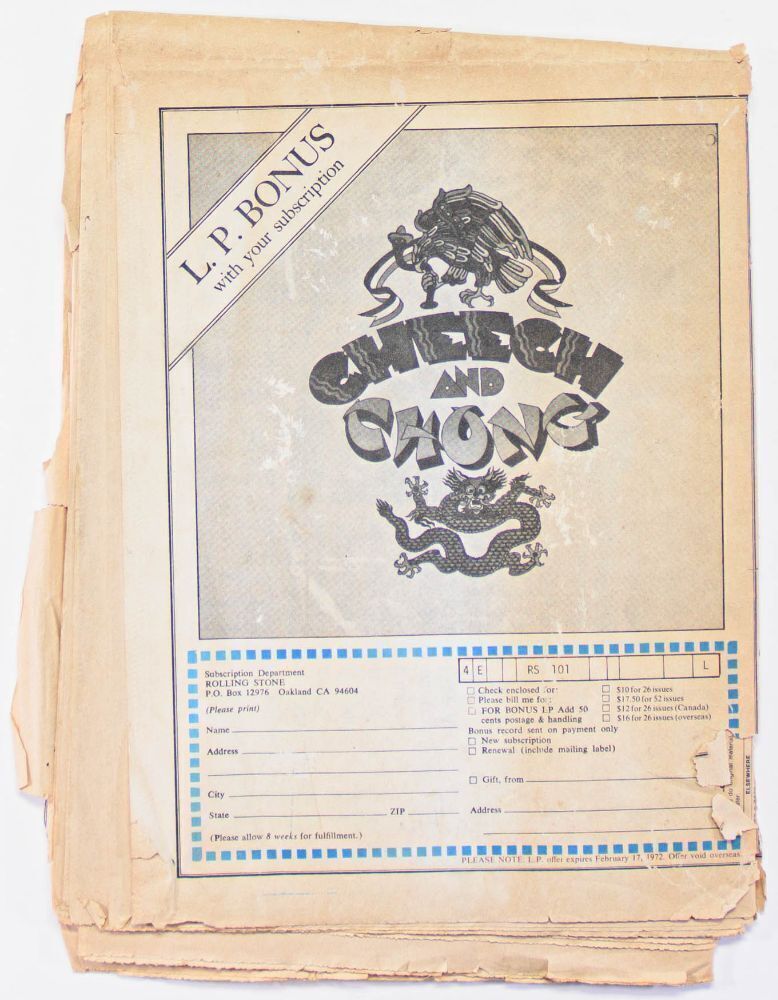 L. P. BONUS
with your subscription
CHEECH
AND
CHONG
Subscription Department
ROLLING STONE
P.O. Box 12976 Oakland CA 94604
(Please print)
Name
Address
City
State ZIP
(Please allow 8 weeks for fulfillment.)
4 E RS 101 L
Check enclosed for:
Please bill me for:
FOR BONUS LP Add 50
cents postage & handling
$10 for 26 issues
$17.50 for 52 issues
$12 for 26 issues (Canada)
$16 for 26 issues (overseas)
Bonus record sent on payment only
New subscription
Renewal (include mailing label)
Gift, from
Address
PLEASE NOTE: L.P. offer expires February 17, 1972. Offer void overseas.
ELSEWHERE